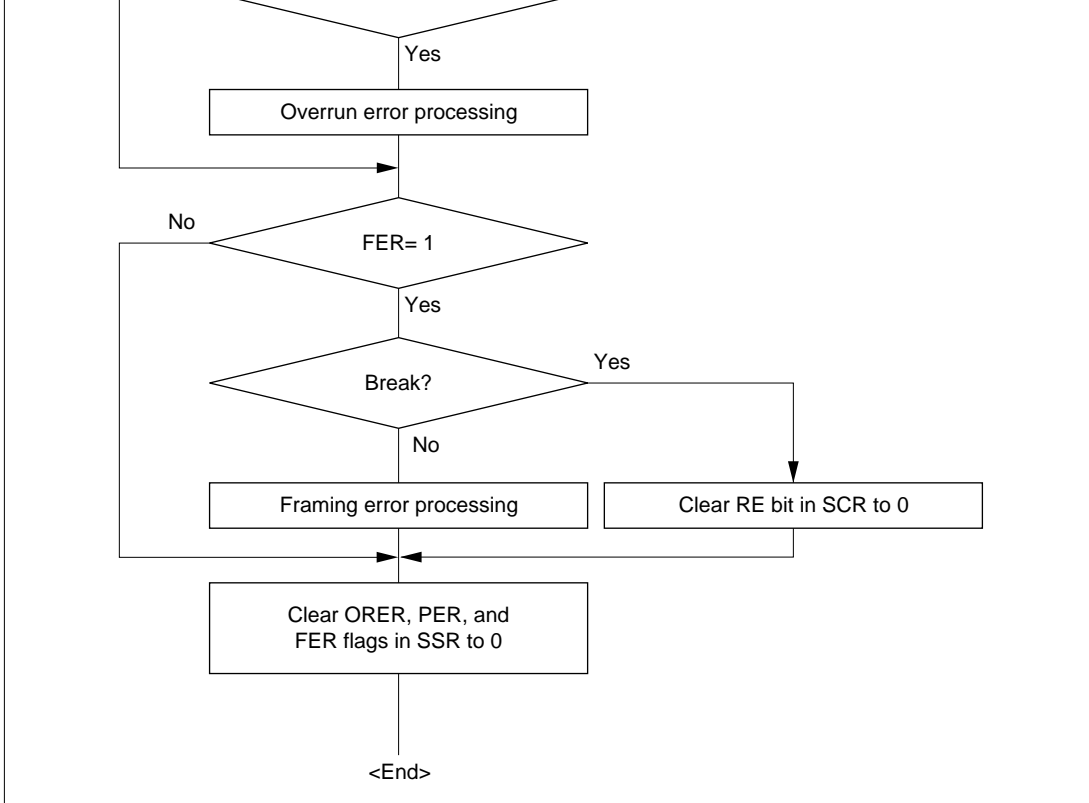 Yes
Overrun error processing
No
FER= 1
Yes
Yes
Break?
No
Framing error processing
Clear RE bit in SCR to 0
Clear ORER, PER, and
FER flags in SSR to 0
<End>